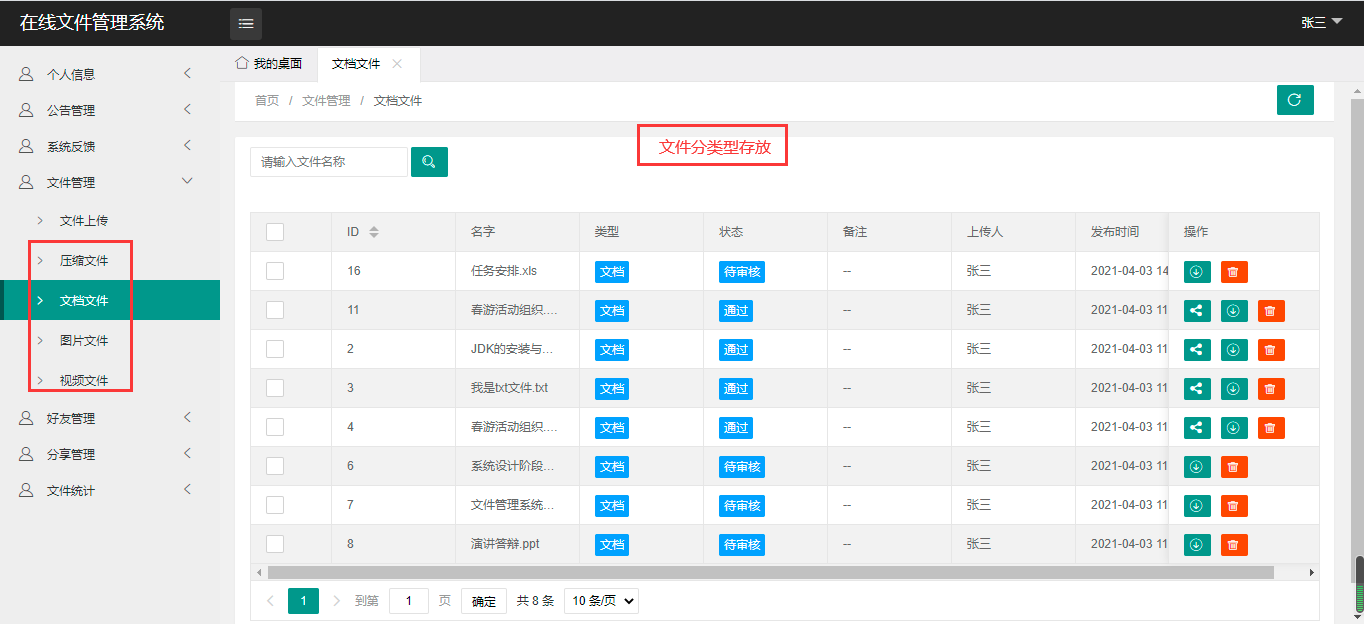 在线文件管理系统
张三
个人信息
公告管理
系统反馈
文件管理
文件上传
压缩文件
文档文件
图片文件
视频文件
好友管理
分享管理
文件统计
我的桌面 文档文件
首页 / 文件管理 / 文档文件
文件分类型存放
请输入文件名称
ID 名字 类型 状态 备注 上传人 发布时间 操作
16 任务安排.xls 文档 待审核 -- 张三 2021-04-03 14
11 春游活动组织.... 文档 通过 -- 张三 2021-04-03 11
2 JDK的安装与... 文档 通过 -- 张三 2021-04-03 11
3 我是txt文件.txt 文档 通过 -- 张三 2021-04-03 11
4 春游活动组织.... 文档 通过 -- 张三 2021-04-03 11
6 系统设计阶段... 文档 待审核 -- 张三 2021-04-03 11
7 文件管理系统... 文档 待审核 -- 张三 2021-04-03 11
8 演讲答辩.ppt 文档 待审核 -- 张三 2021-04-03 11
1 到第 1 页 确定 共 8 条 10 条/页